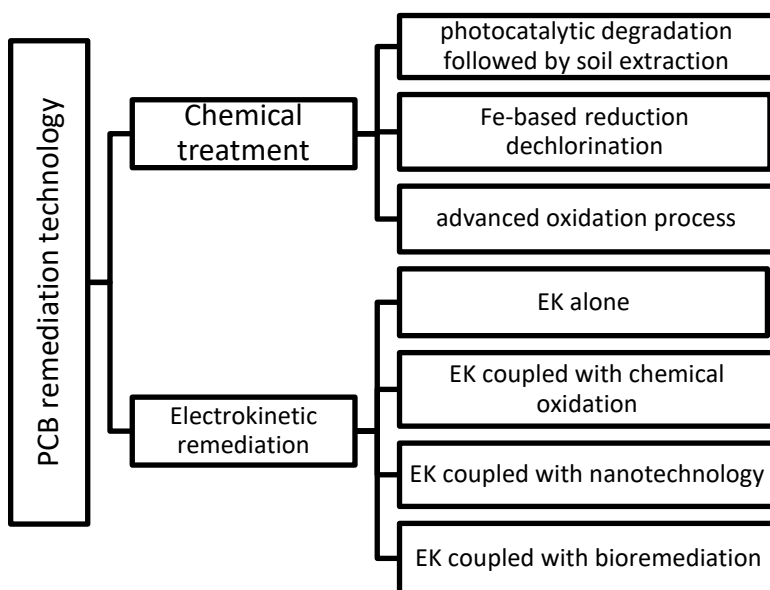 PCB remediation technology
Chemical
treatment
photocatalytic degradation
followed by soil extraction
Fe-based reduction
dechlorination
advanced oxidation process
Electrokinetic
remediation
EK alone
EK coupled with chemical
oxidation
EK coupled with nanotechnology
EK coupled with bioremediation